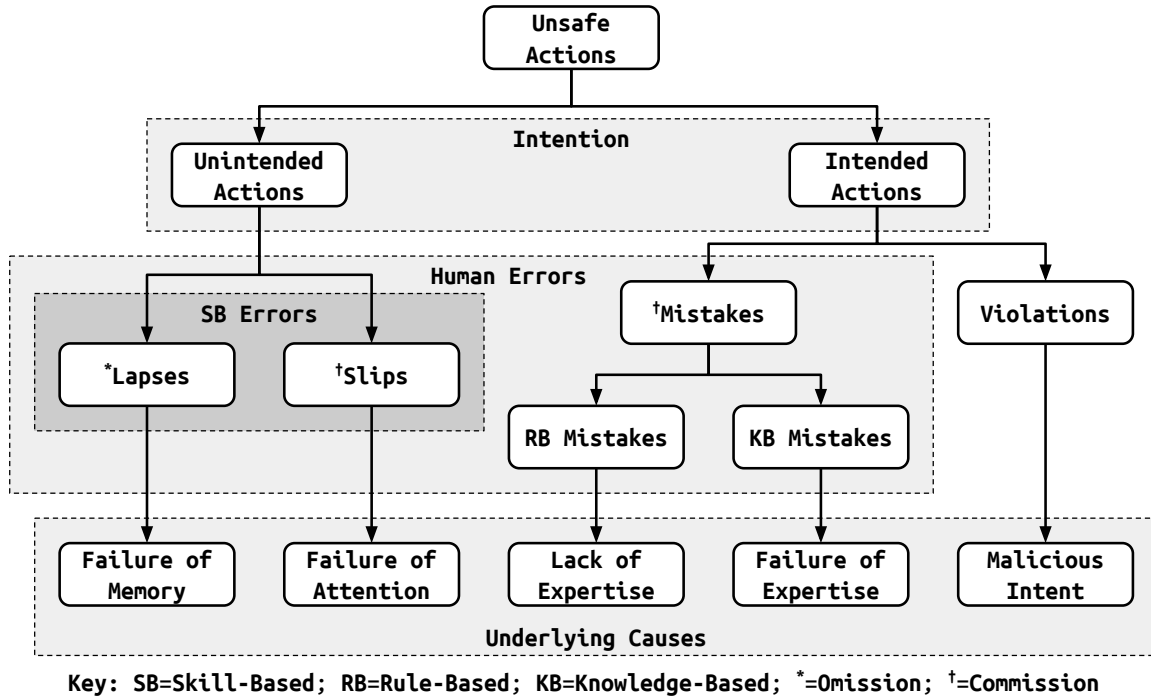 Unsafe
Actions
Intention
Unintended
Actions
Intended
Actions
Human Errors
SB Errors
†Mistakes
Violations
*Lapses
†Slips
RB Mistakes
KB Mistakes
Failure of
Memory
Failure of
Attention
Lack of
Expertise
Failure of
Expertise
Malicious
Intent
Underlying Causes
Key: SB=Skill-Based; RB=Rule-Based; KB=Knowledge-Based; *=Omission; †=Commission